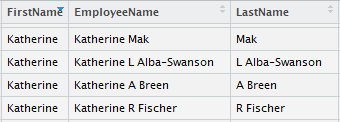 FirstName EmployeeName LastName
Katherine Katherine Mak Mak
Katherine Katherine L Alba-Swanson L Alba-Swanson
Katherine Katherine A Breen A Breen
Katherine Katherine R Fischer R Fischer